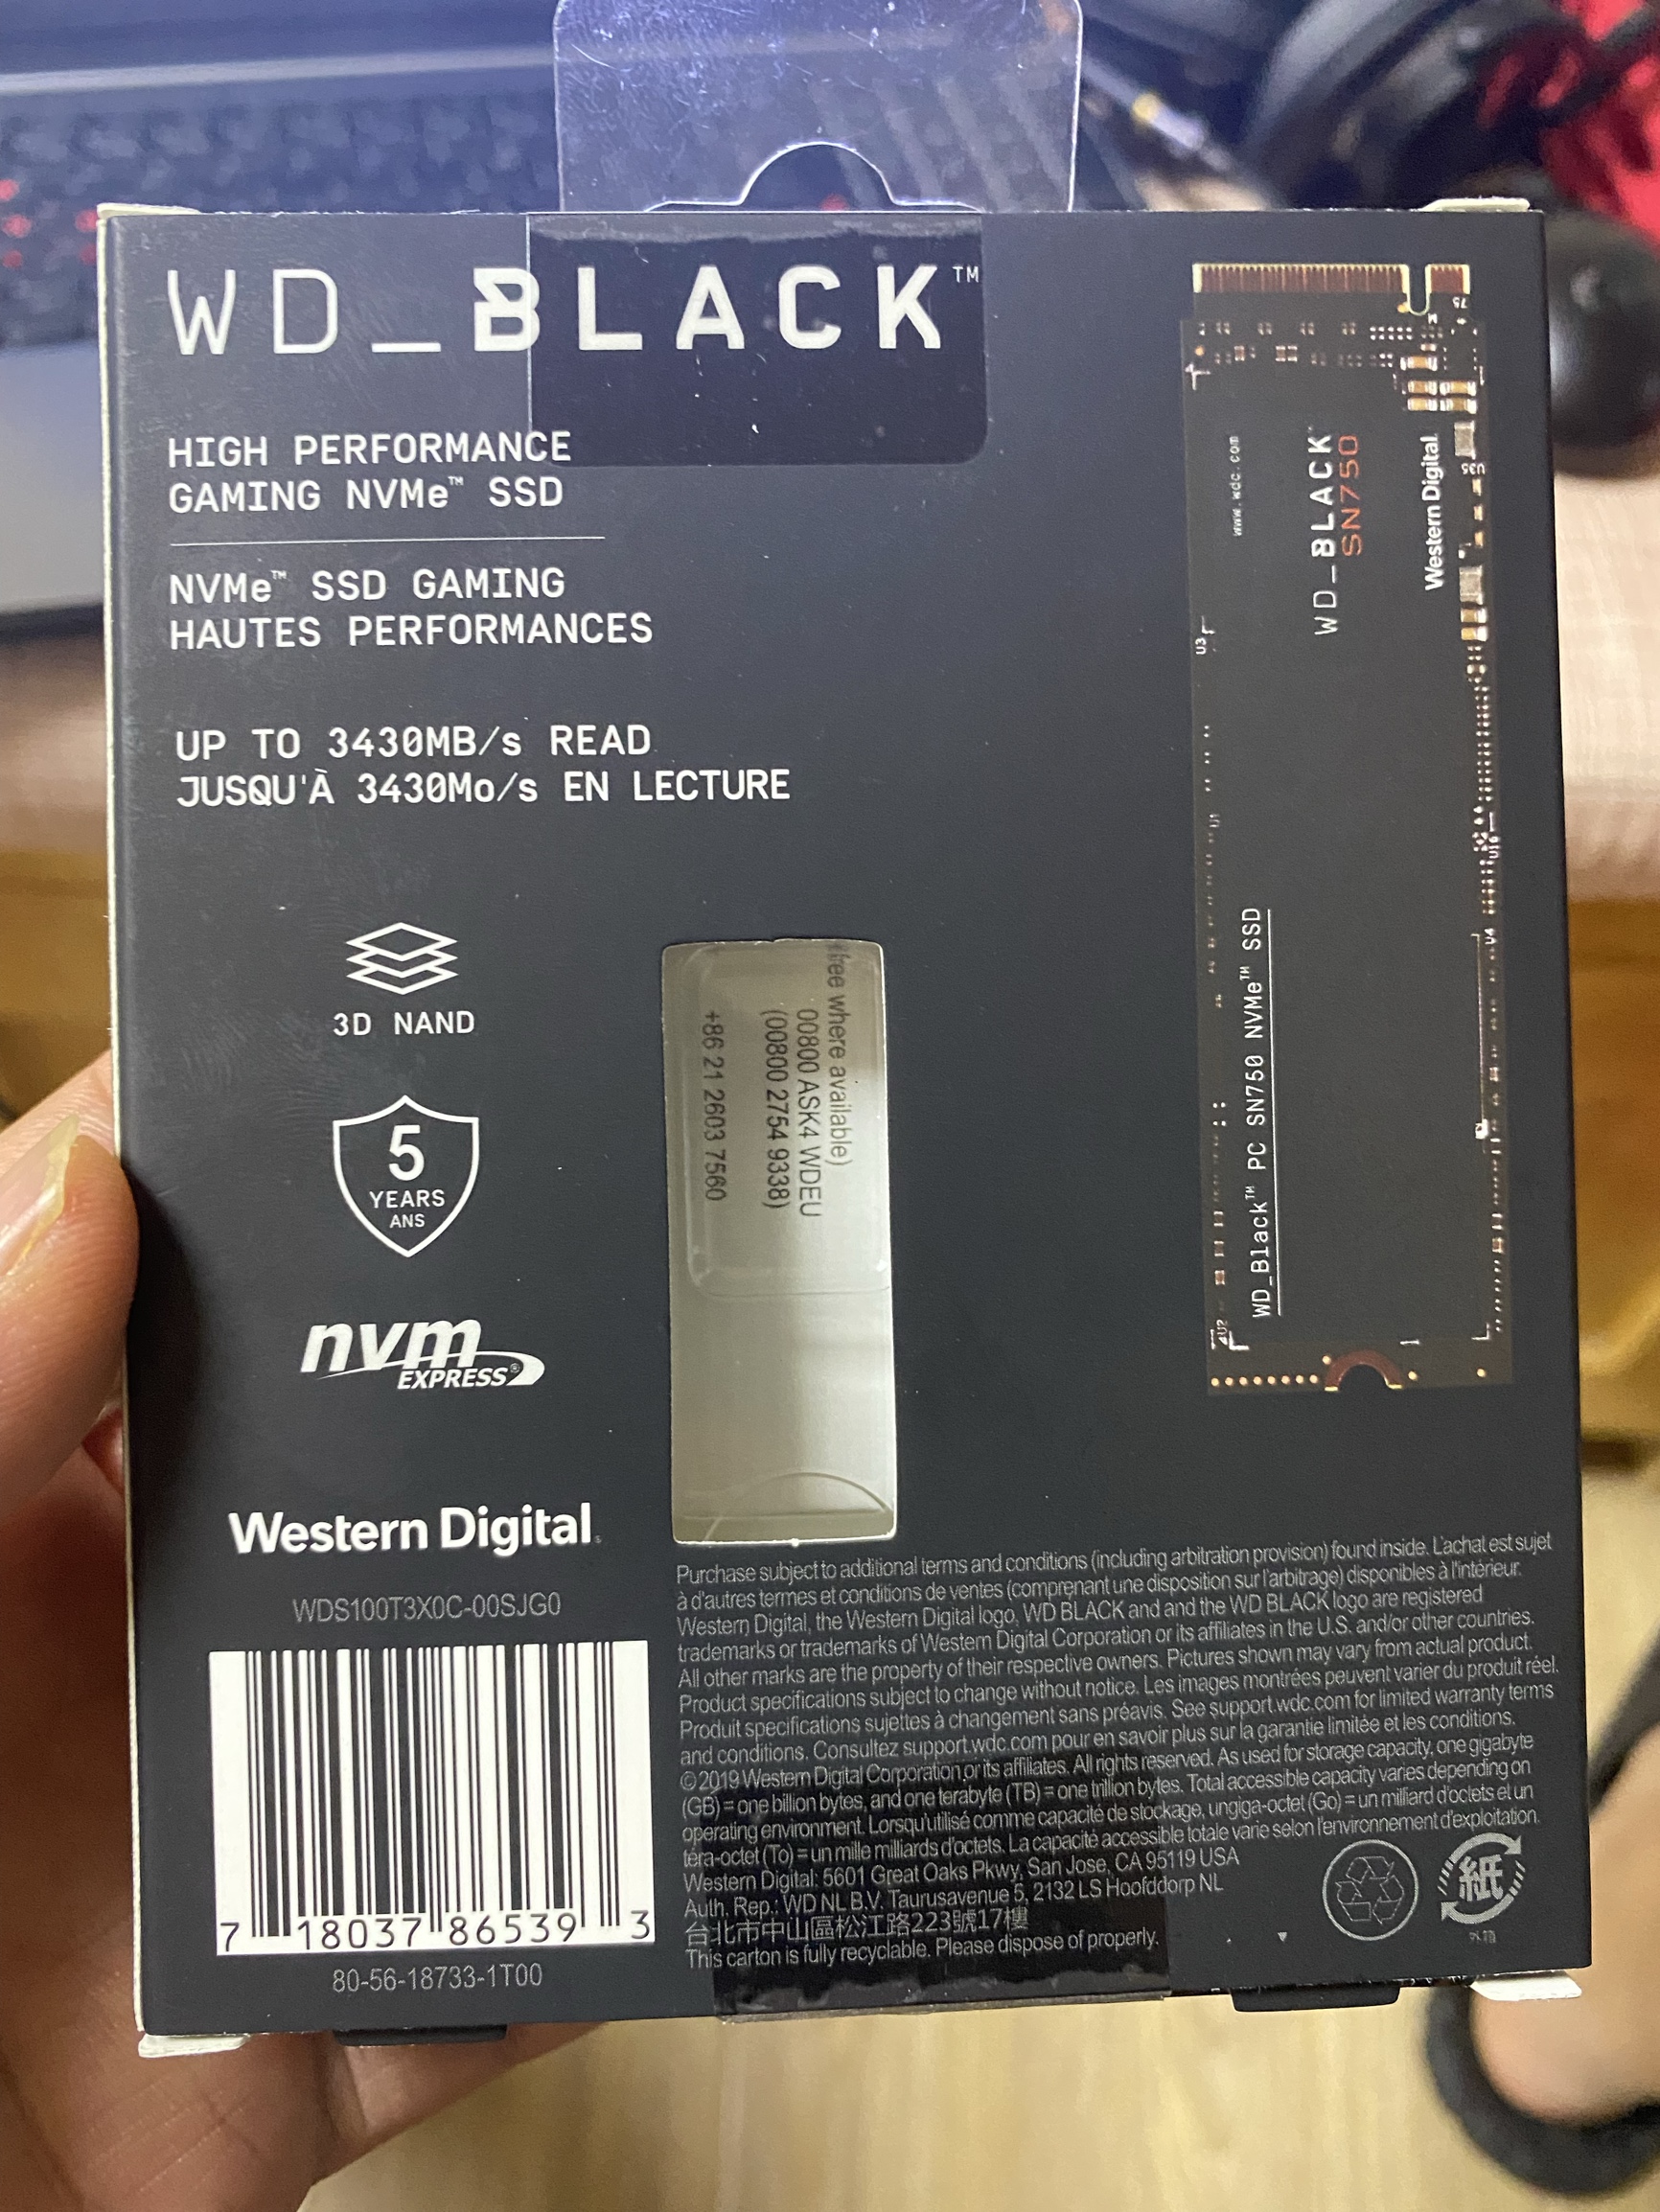 WD_BLACK™
HIGH PERFORMANCE
GAMING NVMe™ SSD
NVMe™ SSD GAMING
HAUTES PERFORMANCES
UP TO 3430MB/s READ
JUSQU'À 3430Mo/s EN LECTURE
3D NAND
5
YEARS
ANS
nvm
EXPRESS®
Western Digital
WDS100T3X0C-00SJG0
7 18037 86539 3
80-56-18733-1T00
free where available)
00800 ASK4 WDEU
(00800 2754 9338)
+86 21 2603 7560
www.wdc.com
WD_BLACK
SN750
Western Digital
WD_Black™ PC SN750 NVMe™ SSD
U3
U1
U4
U2
U35
Purchase subject to additional terms and conditions (including arbitration provision) found inside. L'achat est sujet
à d'autres termes et conditions de ventes (comprenant une disposition sur l'arbitrage) disponibles à l'intérieur.
Western Digital, the Western Digital logo, WD BLACK and and the WD BLACK logo are registered
trademarks or trademarks of Western Digital Corporation or its affiliates in the U.S. and/or other countries.
All other marks are the property of their respective owners. Pictures shown may vary from actual product.
Product specifications subject to change without notice. Les images montrées peuvent varier du produit réel.
Produit specifications sujettes à changement sans préavis. See support.wdc.com for limited warranty terms
and conditions. Consultez support.wdc.com pour en savoir plus sur la garantie limitée et les conditions.
©2019 Western Digital Corporation or its affiliates. All rights reserved. As used for storage capacity, one gigabyte
(GB) = one billion bytes, and one terabyte (TB) = one trillion bytes. Total accessible capacity varies depending on
operating environment. Lorsqu'utilisé comme capacité de stockage, un giga-octet (Go) = un milliard d'octets et un
téra-octet (To) = un mille milliards d'octets. La capacité accessible totale varie selon l'environnement d'exploitation.
Western Digital: 5601 Great Oaks Pkwy, San Jose, CA 95119 USA
Auth. Rep.: WD NL B.V. Taurusavenue 5, 2132 LS Hoofddorp NL
台北市中山區松江路223號17樓
This carton is fully recyclable. Please dispose of properly.
紙